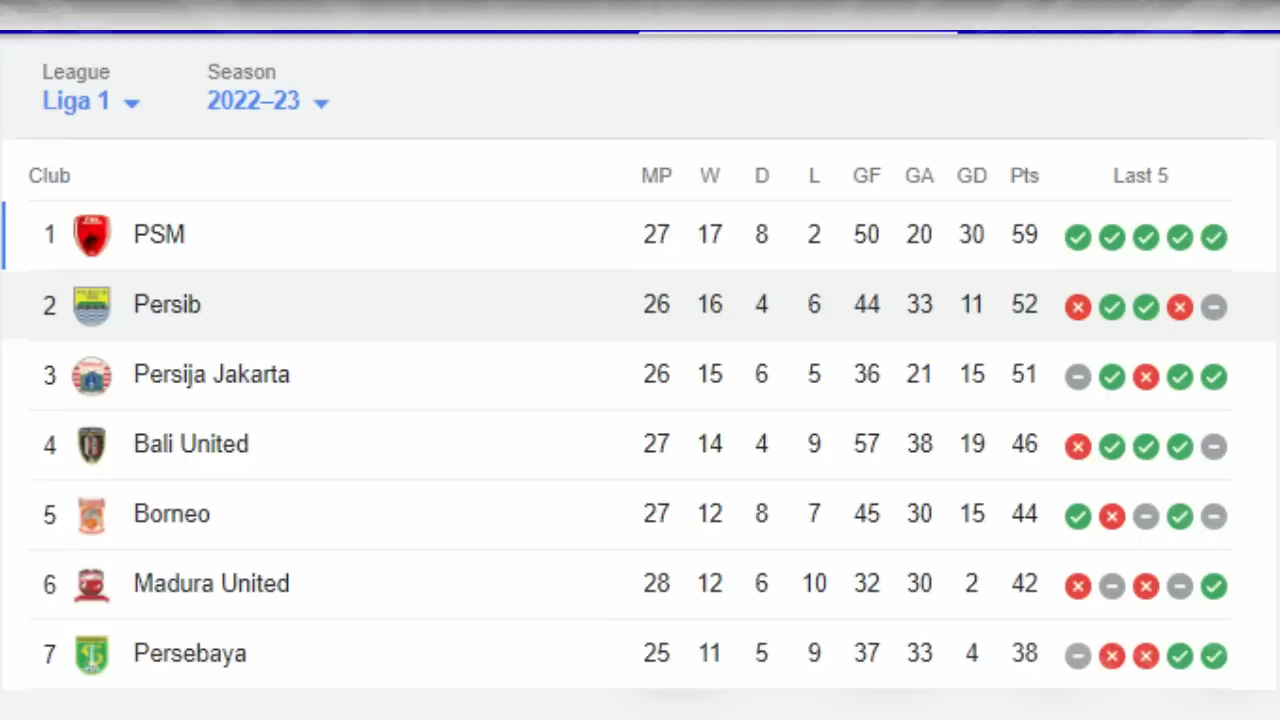 League Season
Liga 1 2022–23
Club MP W D L GF GA GD Pts Last 5
1 PSM 27 17 8 2 50 20 30 59
2 Persib 26 16 4 6 44 33 11 52
3 Persija Jakarta 26 15 6 5 36 21 15 51
4 Bali United 27 14 4 9 57 38 19 46
5 Borneo 27 12 8 7 45 30 15 44
6 Madura United 28 12 6 10 32 30 2 42
7 Persebaya 25 11 5 9 37 33 4 38